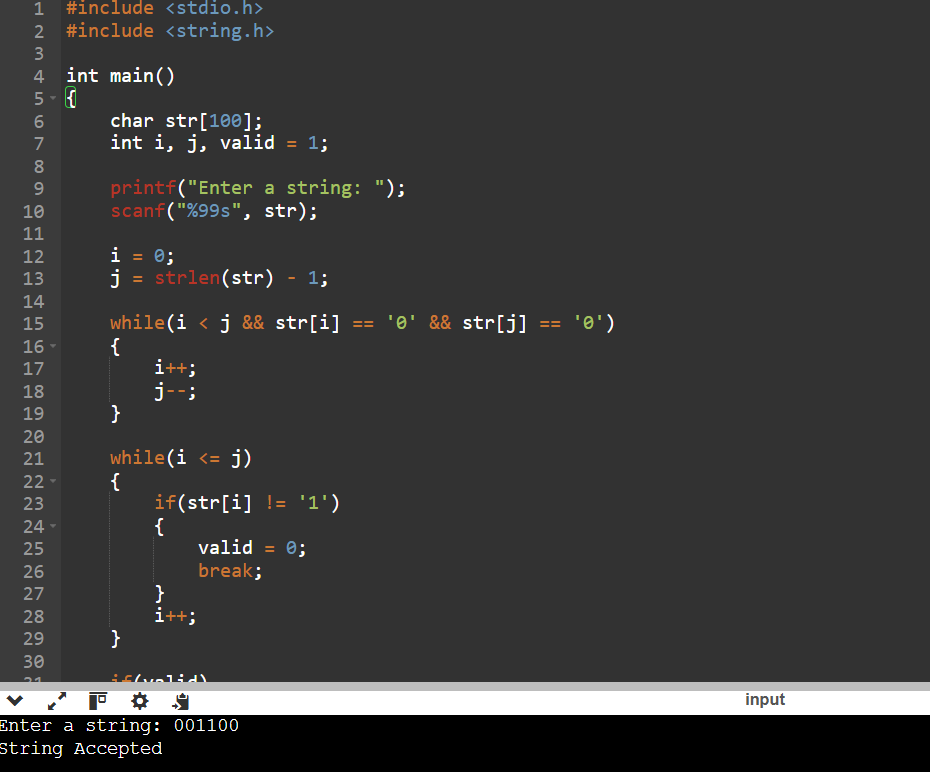 1 #include <stdio.h>
2 #include <string.h>
3
4 int main()
5 {
6     char str[100];
7     int i, j, valid = 1;
8
9     printf("Enter a string: ");
10     scanf("%99s", str);
11
12     i = 0;
13     j = strlen(str) - 1;
14
15     while(i < j && str[i] == '0' && str[j] == '0')
16     {
17         i++;
18         j--;
19     }
20
21     while(i <= j)
22     {
23         if(str[i] != '1')
24         {
25             valid = 0;
26             break;
27         }
28         i++;
29     }
30
31     if(valid)
input
Enter a string: 001100
String Accepted